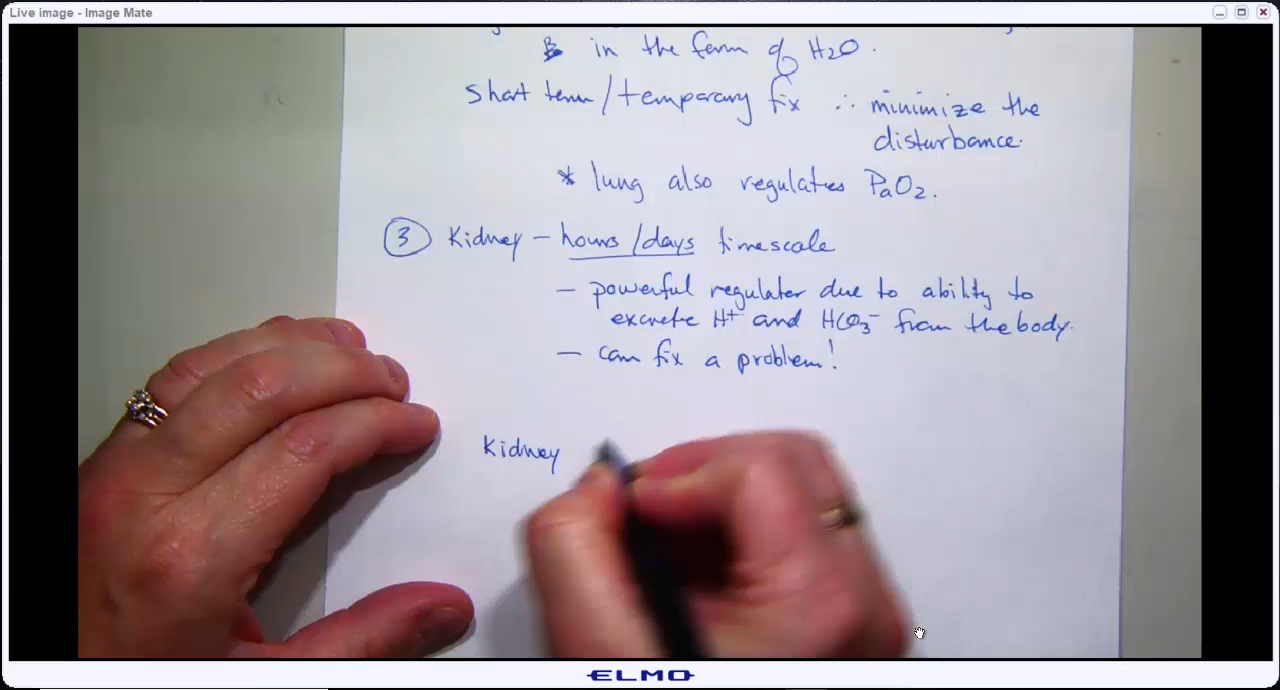 Live image - Image Mate
in the form of H2O.
Short term/temporary fix ∴ minimize the
disturbance.
* lung also regulates PaO2.
3 Kidney - hours/days timescale
- powerful regulater due to ability to
excrete H+ and HCO3- from the body.
- can fix a problem!
Kidney
ELMO